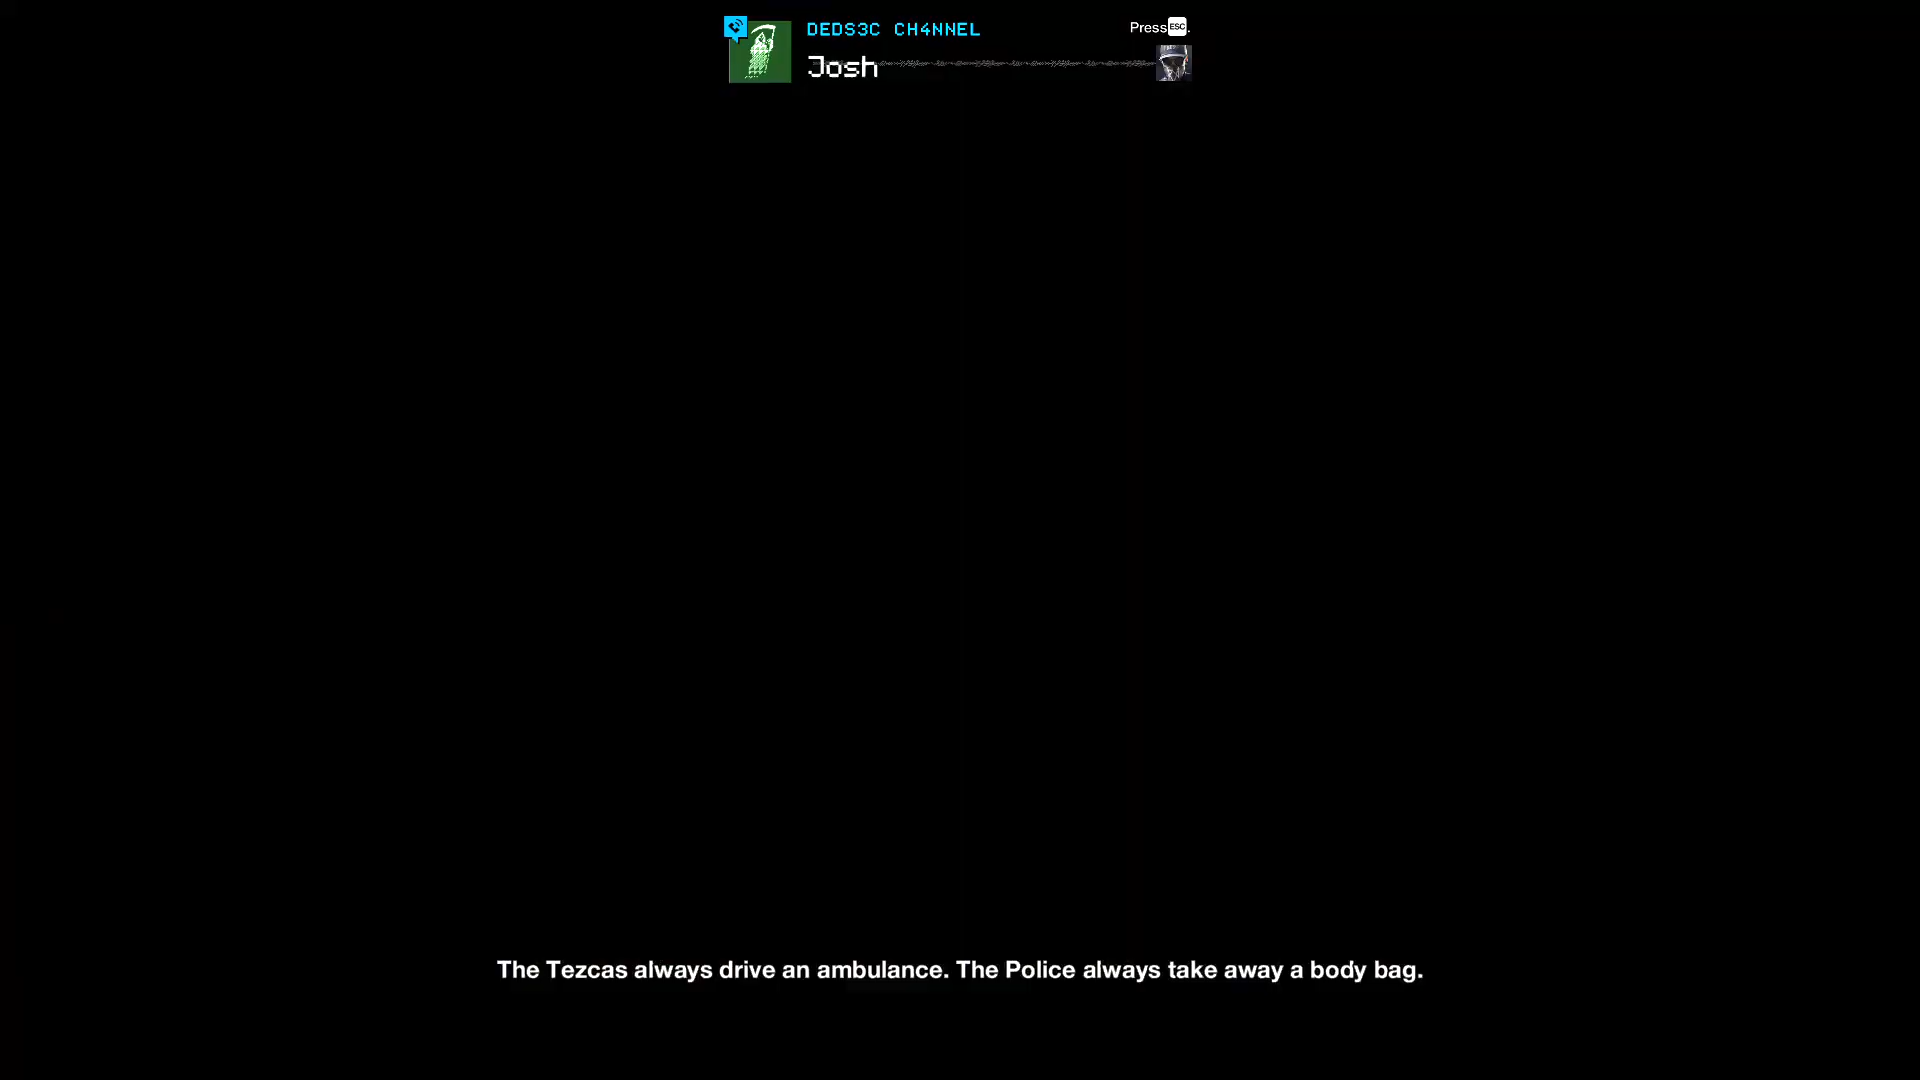 DEDS3C CH4NNEL
Press ESC.
Josh
The Tezcas always drive an ambulance. The Police always take away a body bag.